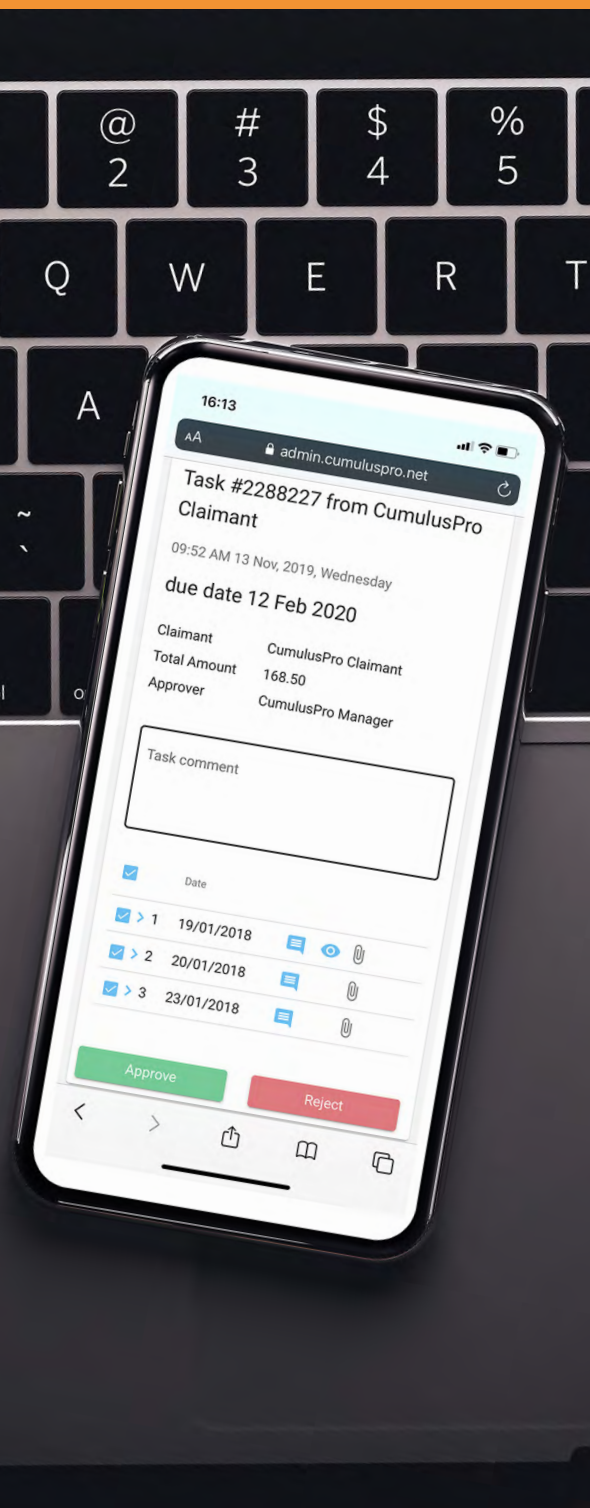 @ # $ %
2 3 4 5
Q W E R T
A
~
`
16:13
AA admin.cumuluspro.net
Task #2288227 from CumulusPro
Claimant
09:52 AM 13 Nov, 2019, Wednesday
due date 12 Feb 2020
Claimant CumulusPro Claimant
Total Amount 168.50
Approver CumulusPro Manager
Task comment
Date
1 19/01/2018
2 20/01/2018
3 23/01/2018
Approve Reject